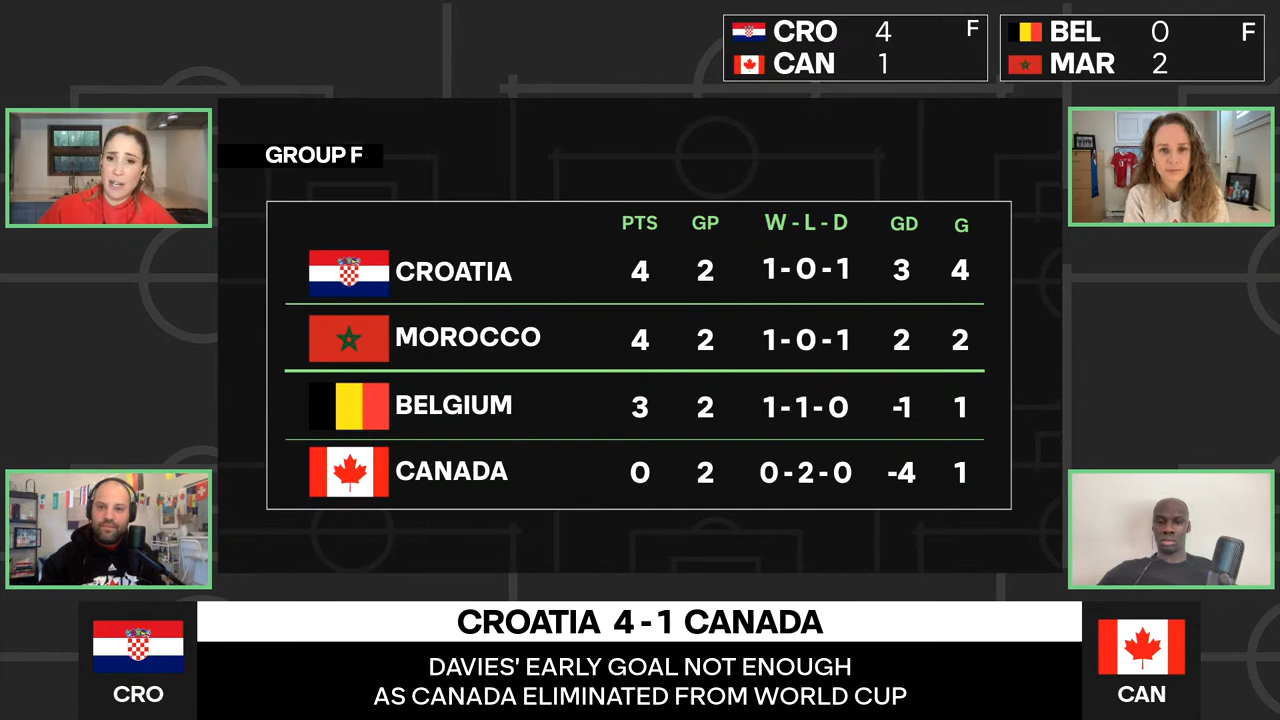 CRO 4 F
CAN 1
BEL 0 F
MAR 2
GROUP F
PTS GP W - L - D GD G
CROATIA 4 2 1 - 0 - 1 3 4
MOROCCO 4 2 1 - 0 - 1 2 2
BELGIUM 3 2 1 - 1 - 0 -1 1
CANADA 0 2 0 - 2 - 0 -4 1
CROATIA 4 - 1 CANADA
DAVIES' EARLY GOAL NOT ENOUGH
AS CANADA ELIMINATED FROM WORLD CUP
CRO
CAN